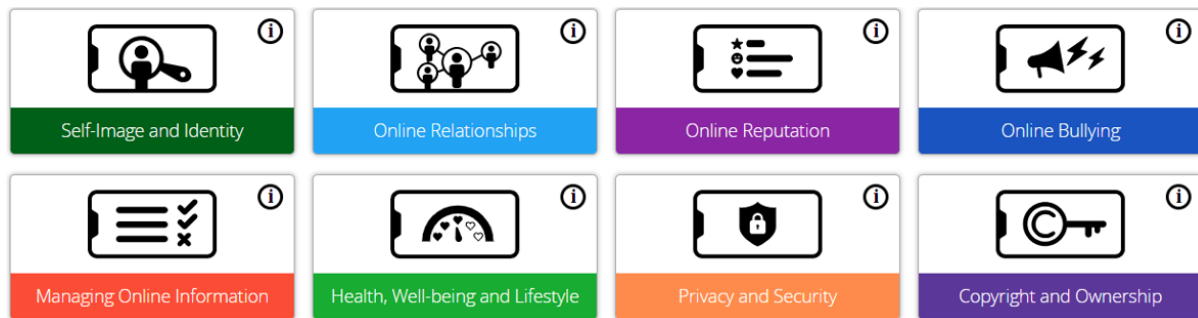 Self-Image and Identity
Online Relationships
Online Reputation
Online Bullying
Managing Online Information
Health, Well-being and Lifestyle
Privacy and Security
Copyright and Ownership